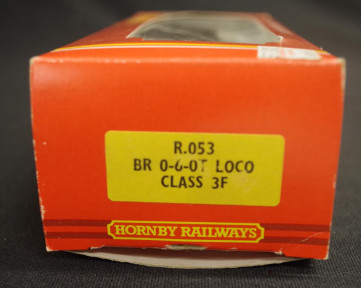 R.053
BR 0-6-0T LOCO
CLASS 3F
HORNBY RAILWAYS